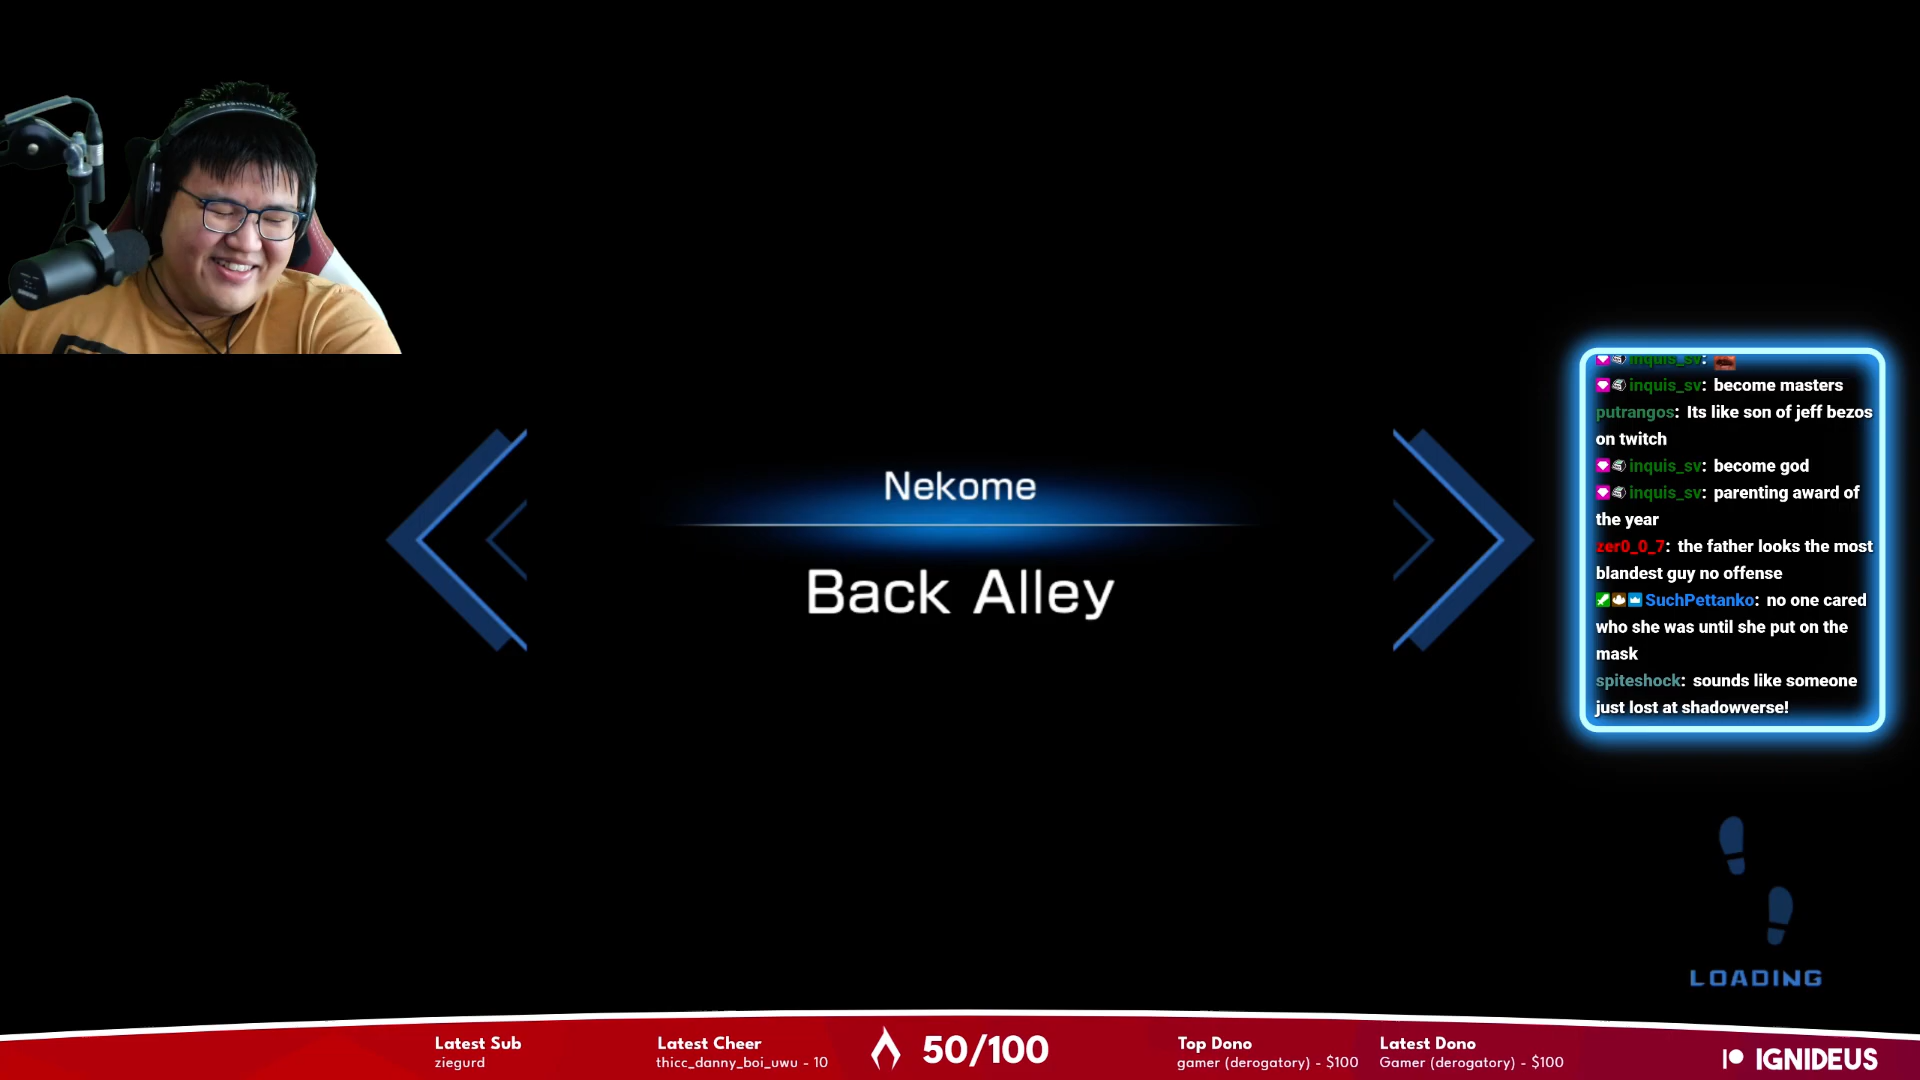 Nekome
Back Alley
inquis_sv:
inquis_sv: become masters
putrangos: Its like son of jeff bezos
on twitch
inquis_sv: become god
inquis_sv: parenting award of
the year
zer0_0_7: the father looks the most
blandest guy no offense
SuchPettanko: no one cared
who she was until she put on the
mask
spiteshock: sounds like someone
just lost at shadowverse!
LOADING
Latest Sub
ziegurd
Latest Cheer
thicc_danny_boi_uwu - 10
50/100
Top Dono
gamer (derogatory) - $100
Latest Dono
Gamer (derogatory) - $100
IGNIDEUS